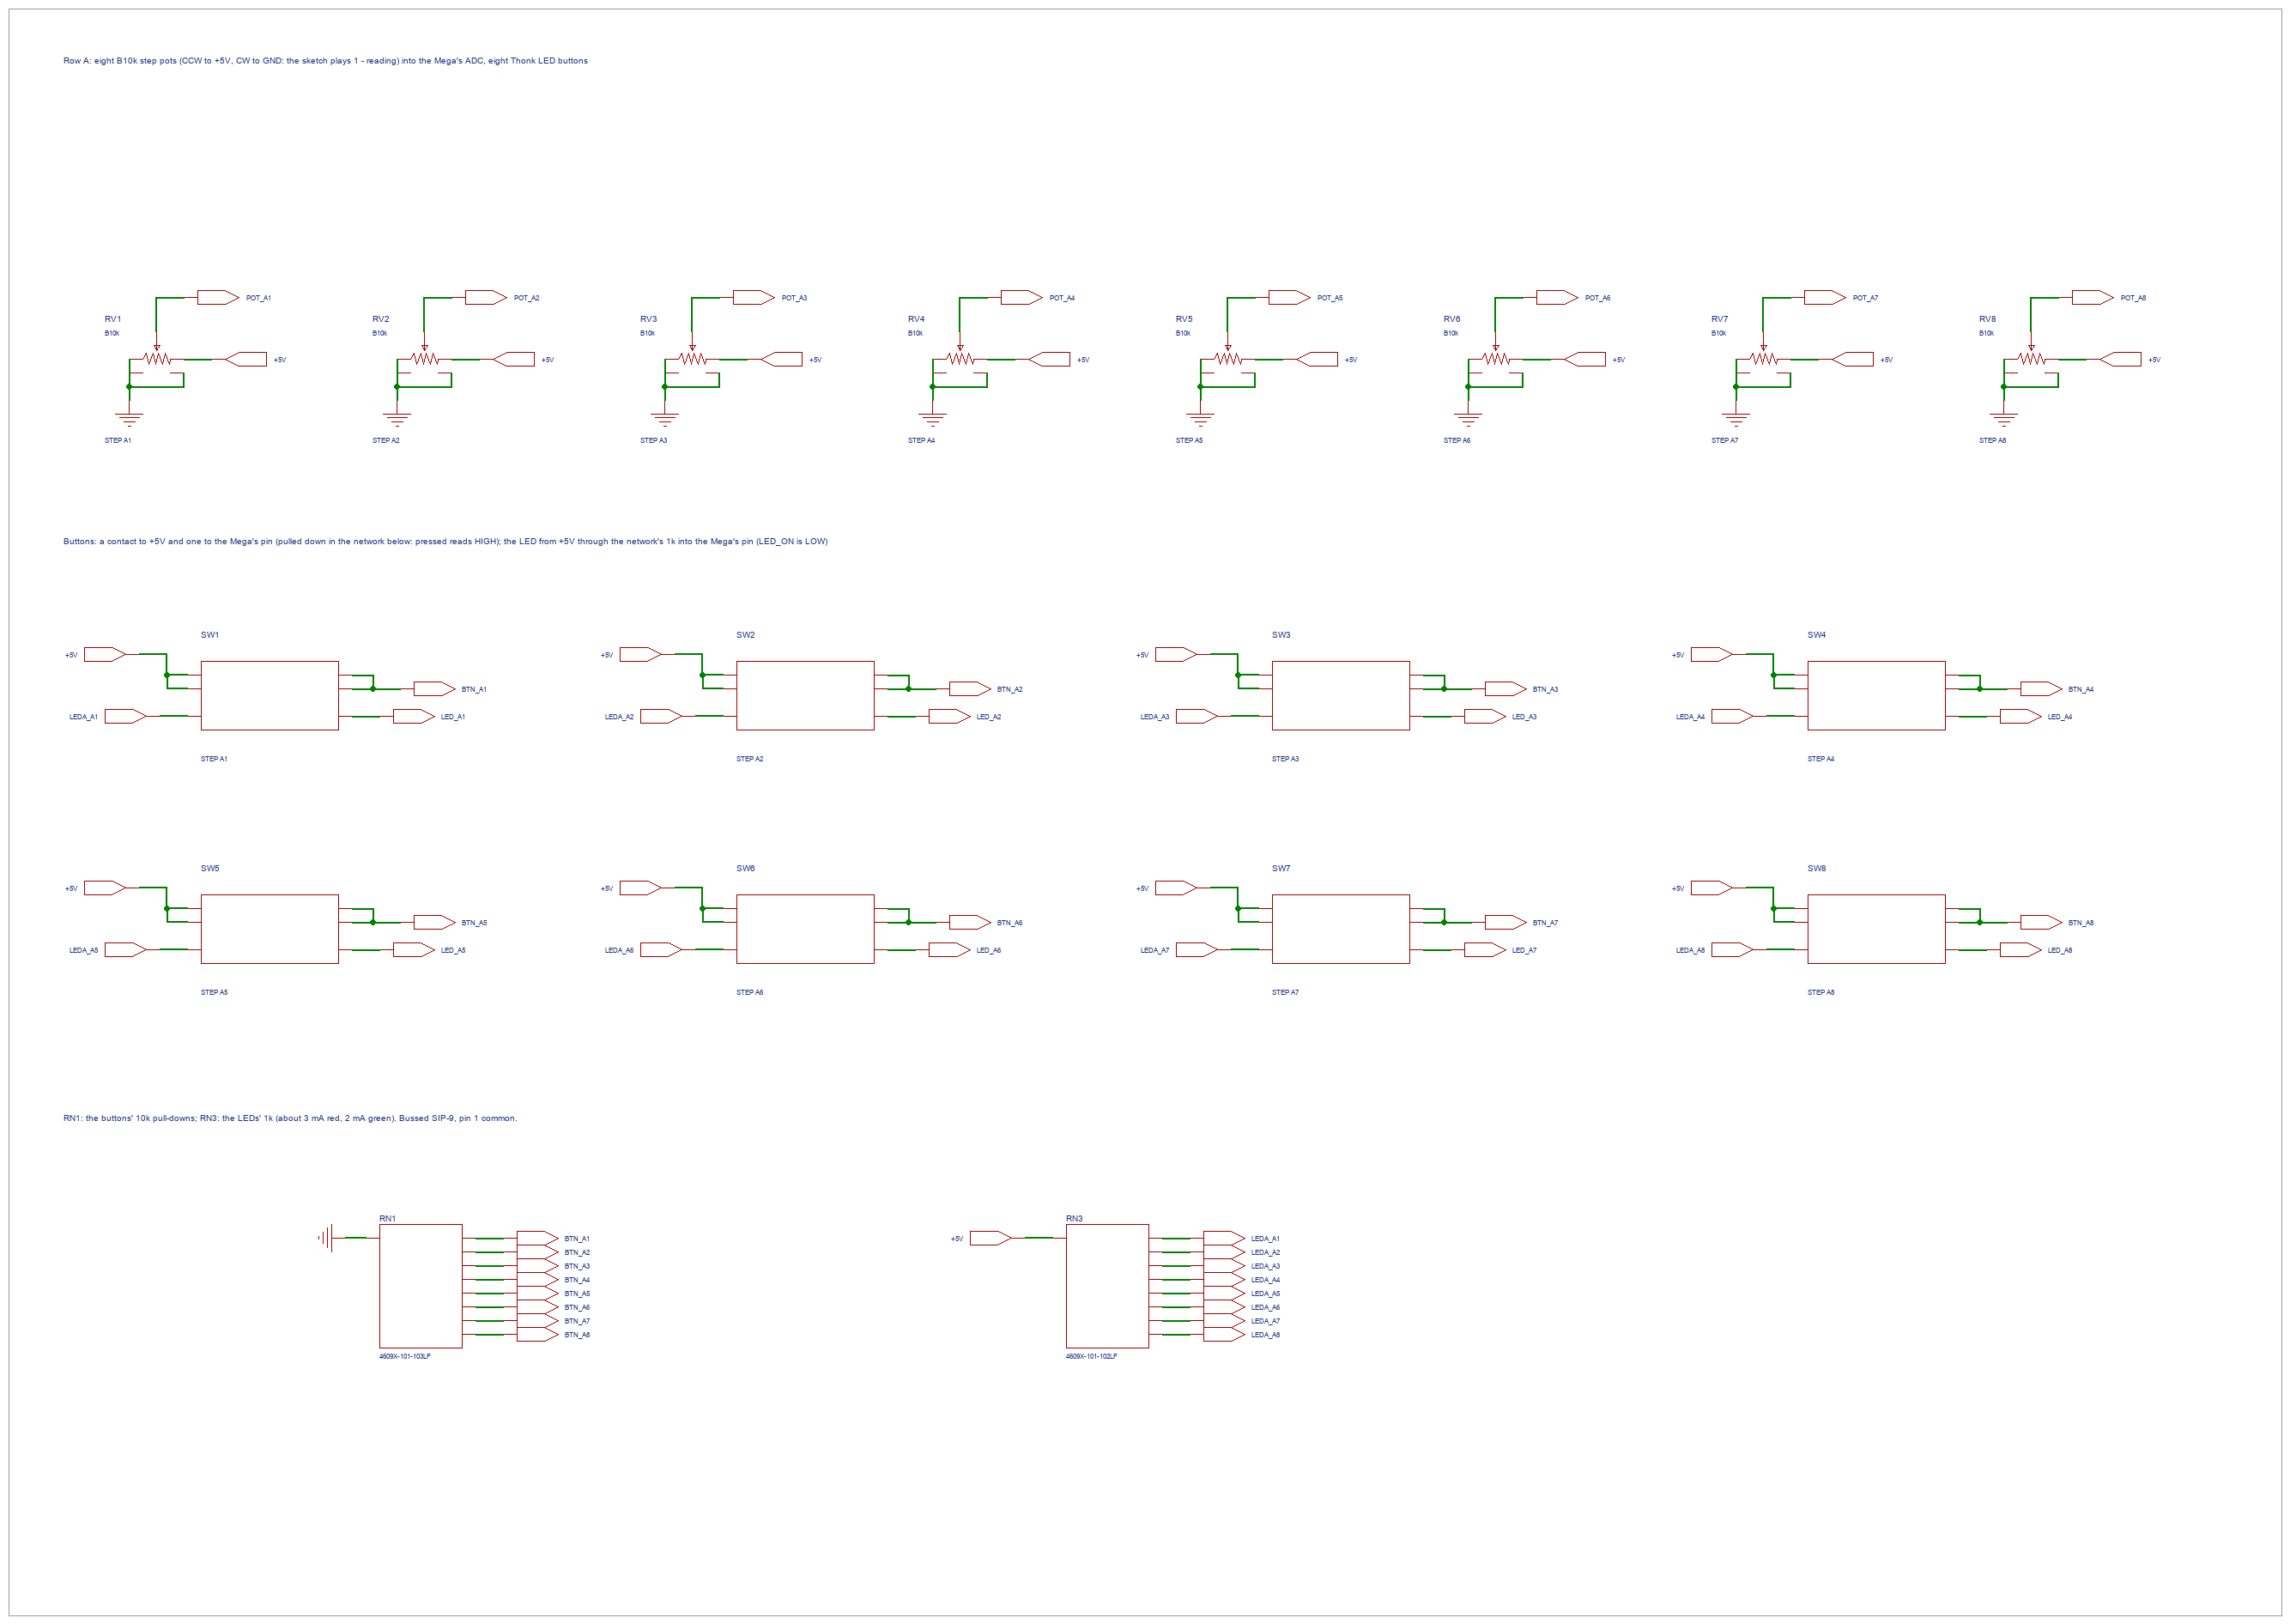 Row A: eight B10k step pots (CCW to +5V, CW to GND: the sketch plays 1 - reading) into the Mega's ADC, eight Thonk LED buttons
POT_A1 POT_A2 POT_A3 POT_A4 POT_A5 POT_A6 POT_A7 POT_A8
RV1 RV2 RV3 RV4 RV5 RV6 RV7 RV8
B10k B10k B10k B10k B10k B10k B10k B10k
+5V +5V +5V +5V +5V +5V +5V +5V
STEP A1 STEP A2 STEP A3 STEP A4 STEP A5 STEP A6 STEP A7 STEP A8
Buttons: a contact to +5V and one to the Mega's pin (pulled down in the network below: pressed reads HIGH); the LED from +5V through the network's 1k into the Mega's pin (LED_ON is LOW)
SW1 SW2 SW3 SW4
+5V +5V +5V +5V
BTN_A1 BTN_A2 BTN_A3 BTN_A4
LEDA_A1 LED_A1 LEDA_A2 LED_A2 LEDA_A3 LED_A3 LEDA_A4 LED_A4
STEP A1 STEP A2 STEP A3 STEP A4
SW5 SW6 SW7 SW8
+5V +5V +5V +5V
BTN_A5 BTN_A6 BTN_A7 BTN_A8
LEDA_A5 LED_A5 LEDA_A6 LED_A6 LEDA_A7 LED_A7 LEDA_A8 LED_A8
STEP A5 STEP A6 STEP A7 STEP A8
RN1: the buttons' 10k pull-downs; RN3: the LEDs' 1k (about 3 mA red, 2 mA green). Bussed SIP-9, pin 1 common.
RN1 RN3
+5V
BTN_A1 LEDA_A1
BTN_A2 LEDA_A2
BTN_A3 LEDA_A3
BTN_A4 LEDA_A4
BTN_A5 LEDA_A5
BTN_A6 LEDA_A6
BTN_A7 LEDA_A7
BTN_A8 LEDA_A8
4609X-101-103LF 4609X-101-102LF